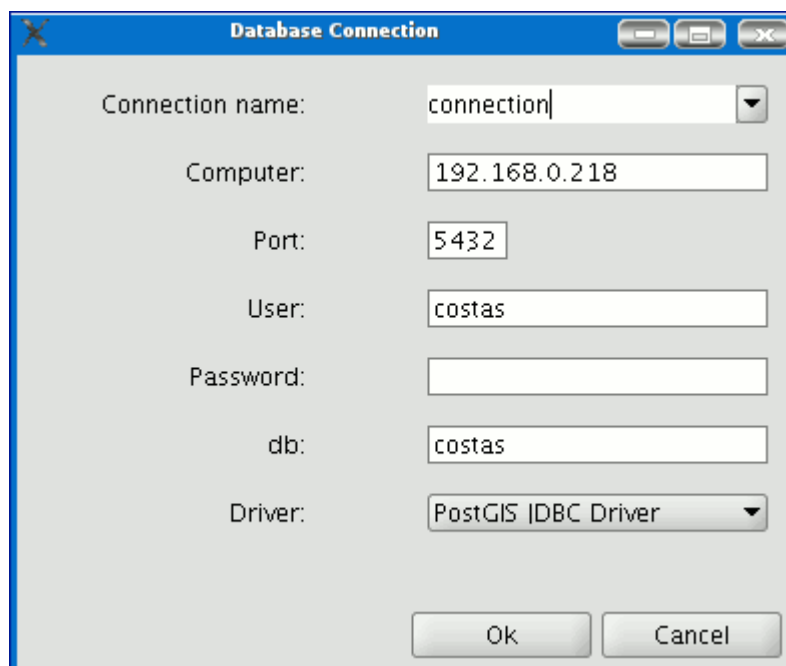 Database Connection
Connection name: connection
Computer: 192.168.0.218
Port: 5432
User: costas
Password:
db: costas
Driver: PostGIS JDBC Driver
Ok Cancel